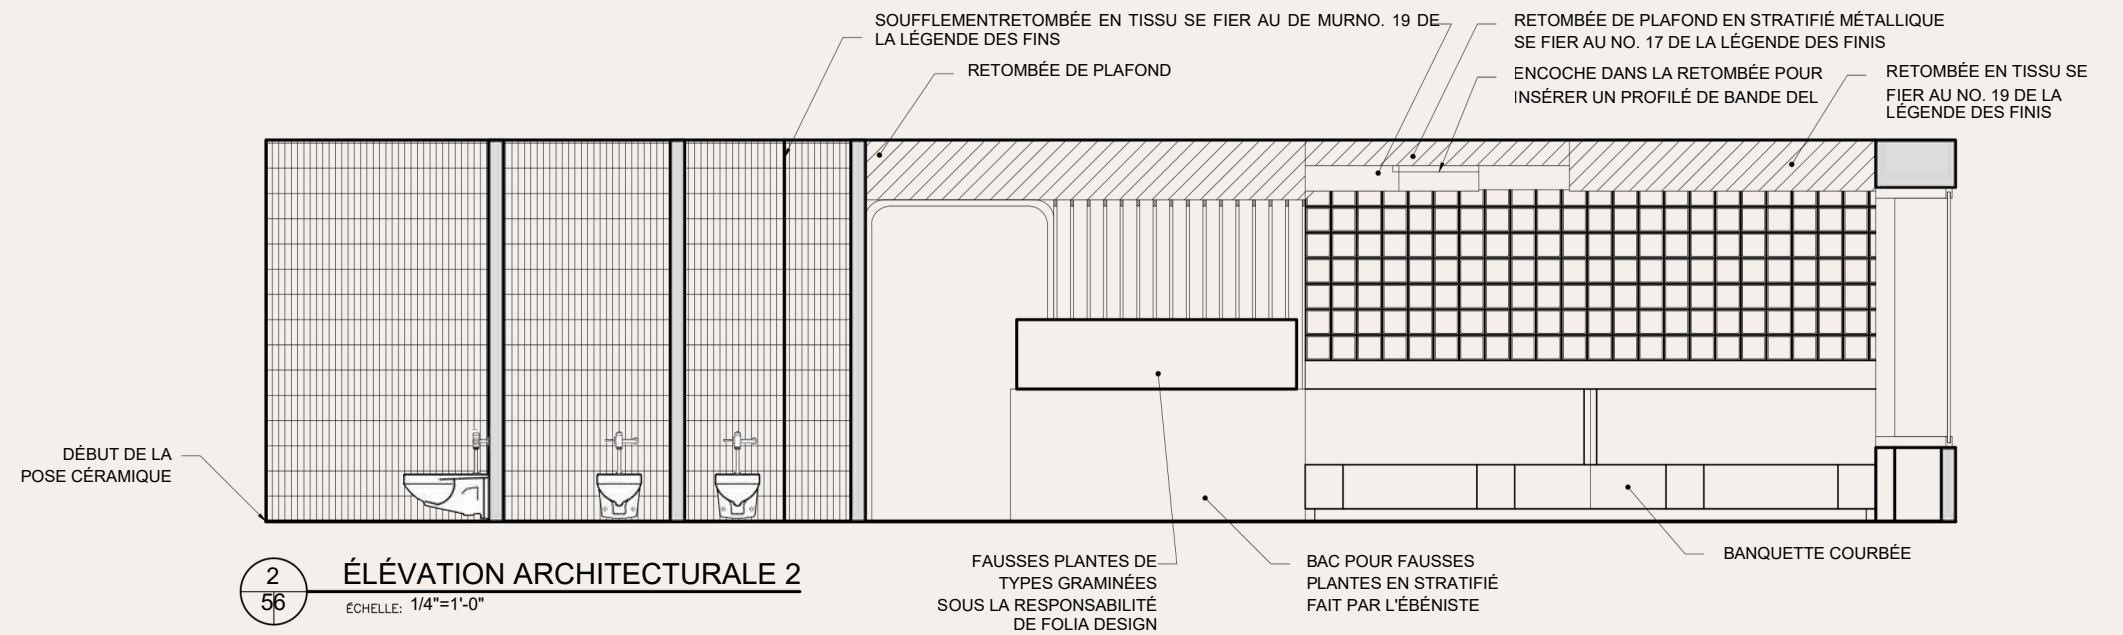 SOUFFLEMENTRETOMBÉE EN TISSU SE FIER AU DE MURNO. 19 DE
LA LÉGENDE DES FINS
RETOMBÉE DE PLAFOND
RETOMBÉE DE PLAFOND EN STRATIFIÉ MÉTALLIQUE
SE FIER AU NO. 17 DE LA LÉGENDE DES FINIS
ENCOCHE DANS LA RETOMBÉE POUR
INSÉRER UN PROFILÉ DE BANDE DEL
RETOMBÉE EN TISSU SE
FIER AU NO. 19 DE LA
LÉGENDE DES FINIS
DÉBUT DE LA
POSE CÉRAMIQUE
FAUSSES PLANTES DE
TYPES GRAMINÉES
SOUS LA RESPONSABILITÉ
DE FOLIA DESIGN
BAC POUR FAUSSES
PLANTES EN STRATIFIÉ
FAIT PAR L'ÉBÉNISTE
BANQUETTE COURBÉE
2
56
ÉLÉVATION ARCHITECTURALE 2
ÉCHELLE: 1/4"=1'-0"